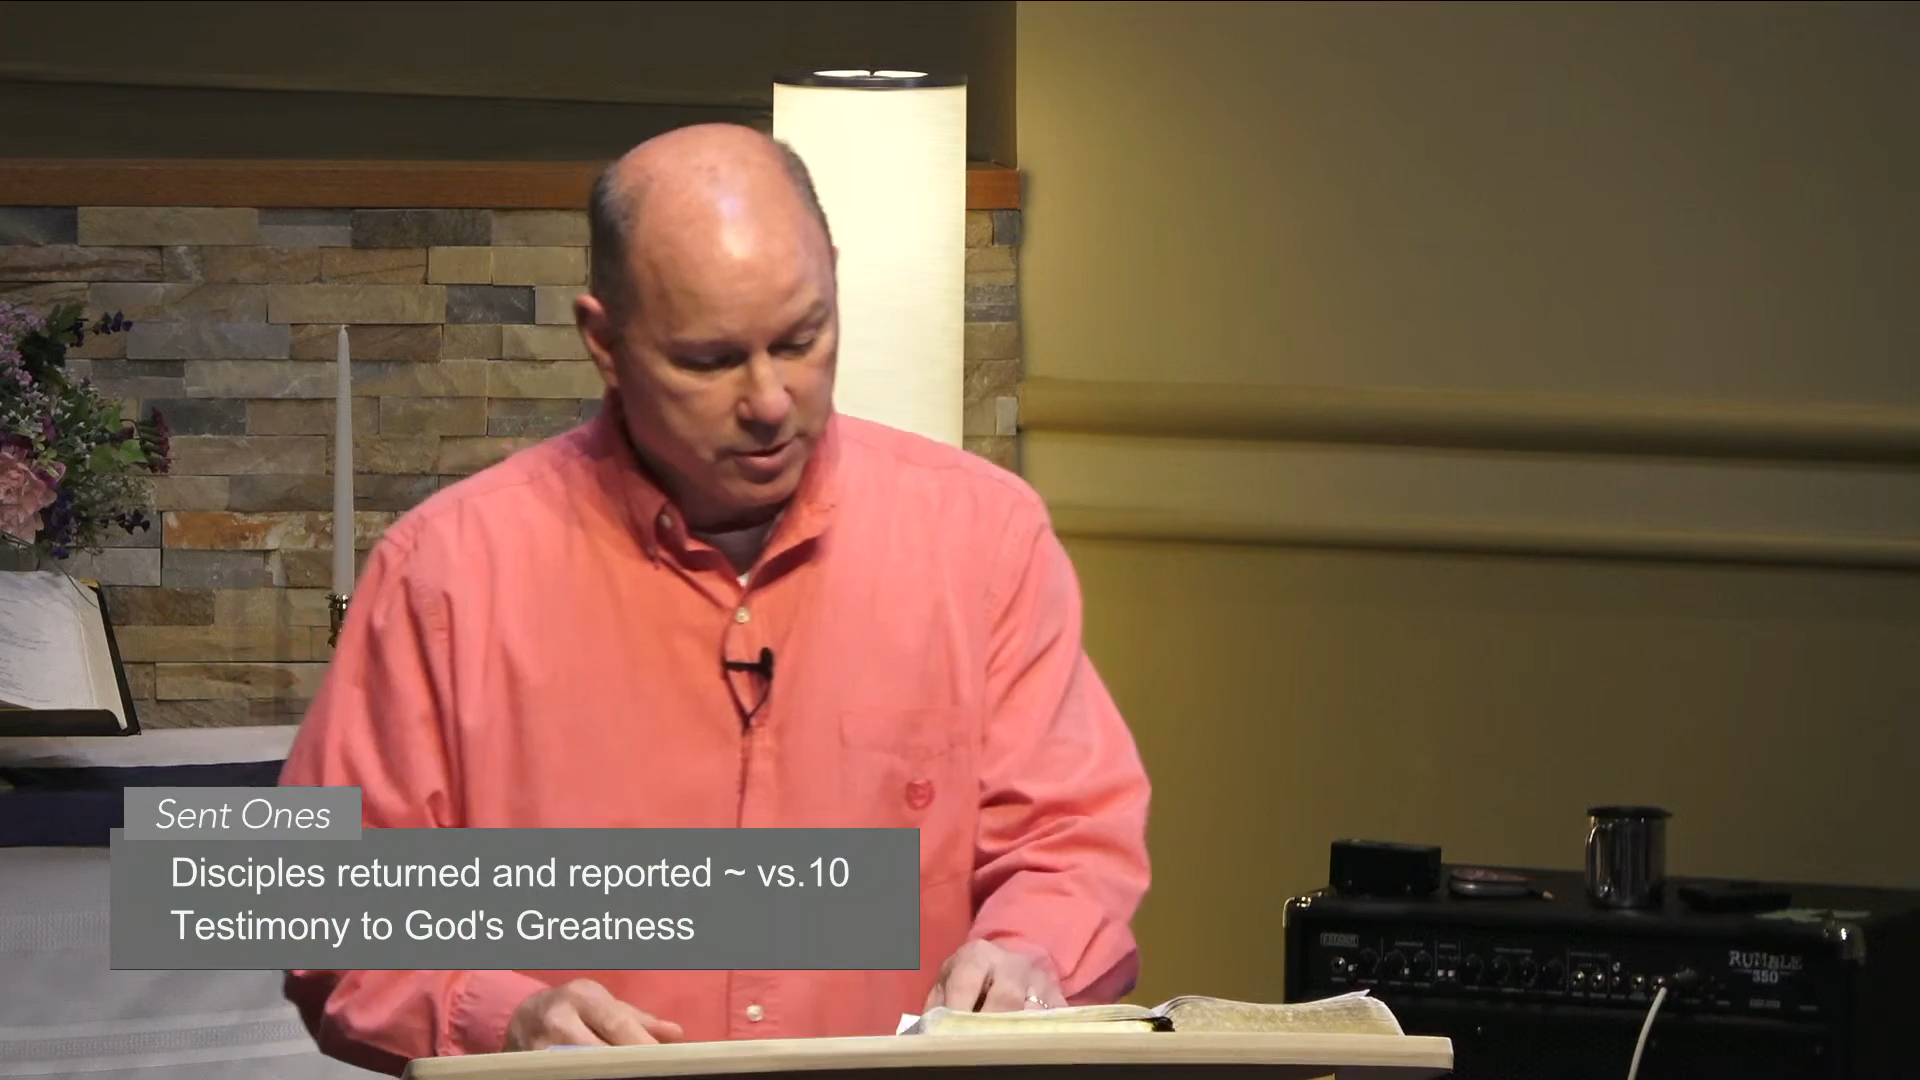 Sent Ones
Disciples returned and reported ~ vs.10
Testimony to God's Greatness
RUMBLE
350